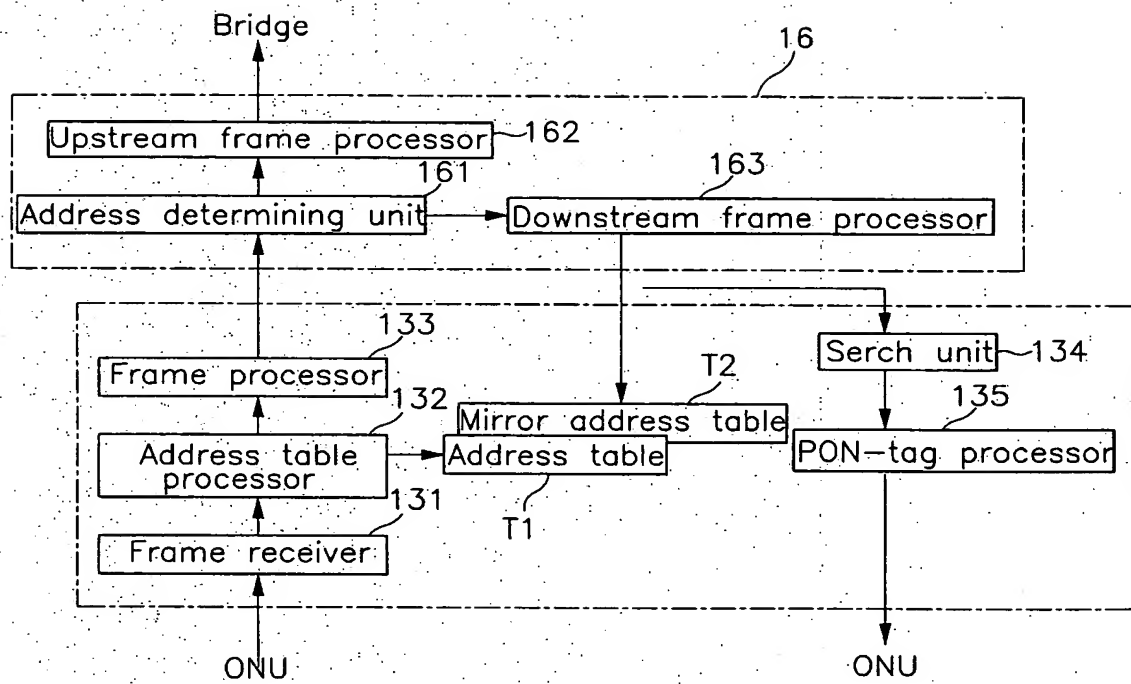 Bridge
16
Upstream frame processor
162
161
163
Address determining unit
Downstream frame processor
133
Serch unit
134
Frame processor
132
T2
135
Mirror address table
Address table
processor
Address table
PON-tag processor
131
T1
Frame receiver
ONU
ONU